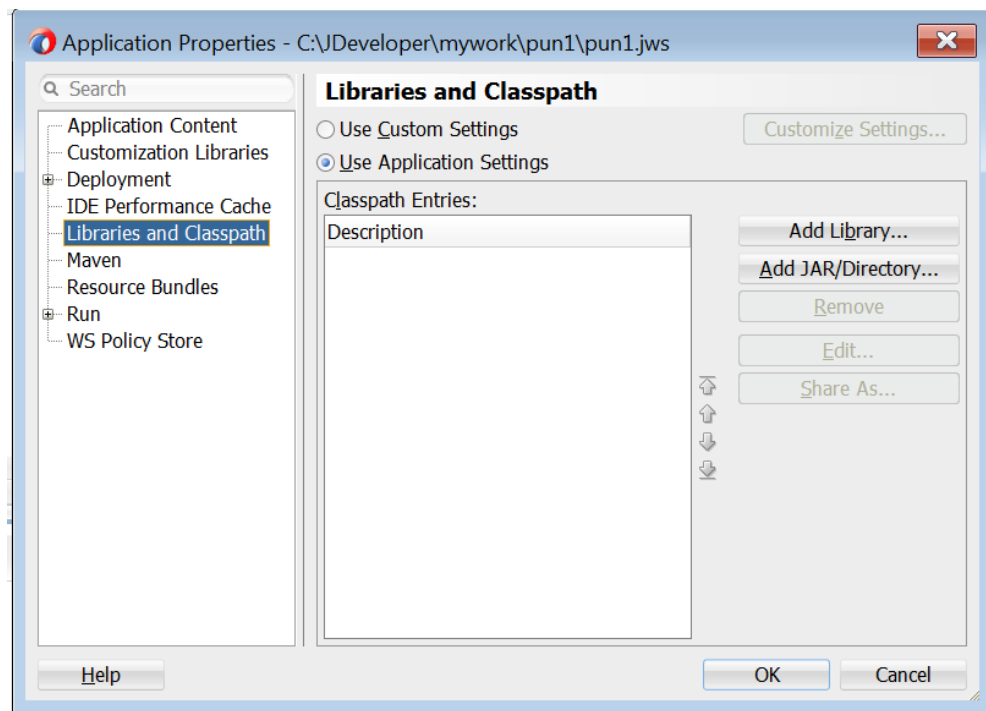 Application Properties - C:\JDeveloper\mywork\pun1\pun1.jws
Search
Application Content
Customization Libraries
Deployment
IDE Performance Cache
Libraries and Classpath
Maven
Resource Bundles
Run
WS Policy Store
Libraries and Classpath
Use Custom Settings
Customize Settings...
Use Application Settings
Classpath Entries:
Description
Add Library...
Add JAR/Directory...
Remove
Edit...
Share As...
Help
OK
Cancel